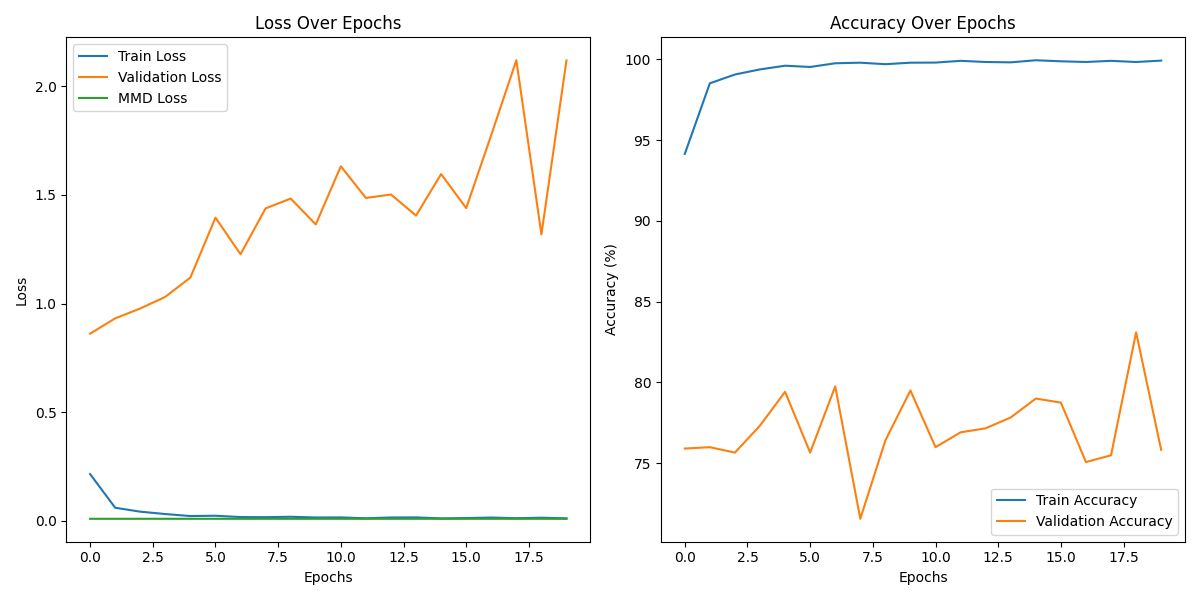 Loss Over Epochs
Train Loss
Validation Loss
MMD Loss
2.0
1.5
1.0
0.5
0.0
Loss
0.0 2.5 5.0 7.5 10.0 12.5 15.0 17.5
Epochs
Accuracy Over Epochs
100
95
90
85
80
75
Accuracy (%)
Train Accuracy
Validation Accuracy
0.0 2.5 5.0 7.5 10.0 12.5 15.0 17.5
Epochs